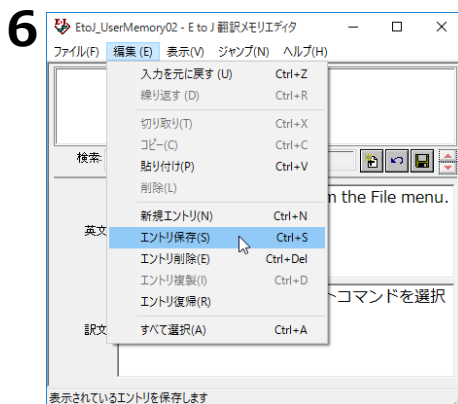 6
EtoJ_UserMemory02 - E to J 翻訳メモリエディタ
ファイル(F) 編集(E) 表示(V) ジャンプ(N) ヘルプ(H)
入力を元に戻す(U) Ctrl+Z
繰り返す(D) Ctrl+R
切り取り(T) Ctrl+X
コピー(C) Ctrl+C
貼り付け(P) Ctrl+V
削除(L)
新規エントリ(N) Ctrl+N
エントリ保存(S) Ctrl+S
エントリ削除(E) Ctrl+Del
エントリ複製(I) Ctrl+D
エントリ復帰(R)
すべて選択(A) Ctrl+A
検索:
the File menu.
英文
コマンドを選択
訳文
表示されているエントリを保存します